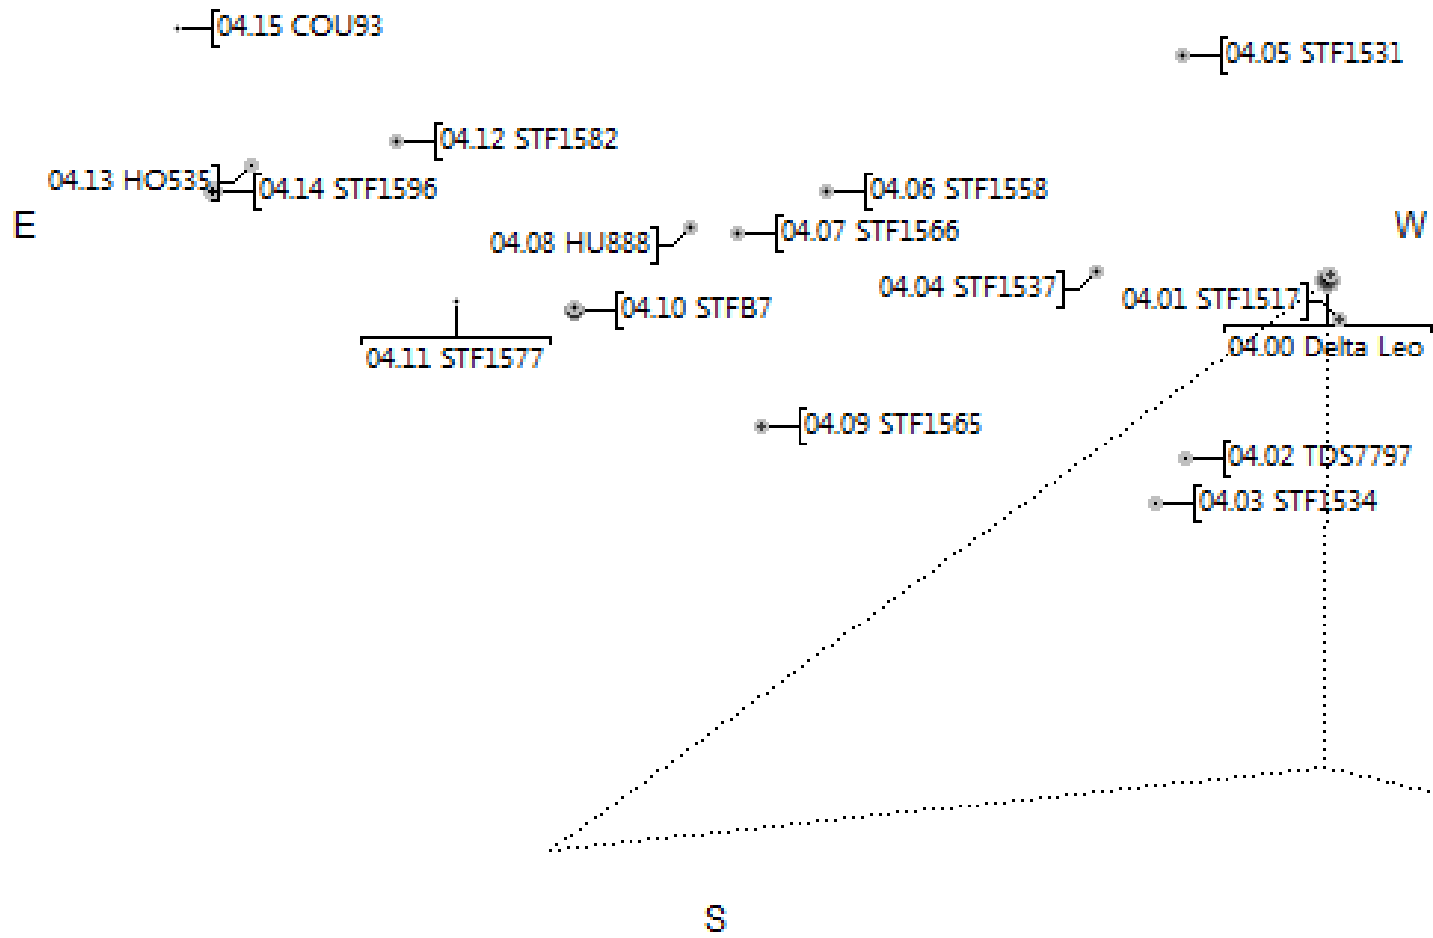 04.15 COU93
04.05 STF1531
04.12 STF1582
04.13 HO535
04.14 STF1596
04.06 STF1558
E
W
04.07 STF1566
04.08 HU888
04.04 STF1537
04.01 STF1517
04.10 STFB7
04.00 Delta Leo
04.11 STF1577
04.09 STF1565
04.02 TDS7797
04.03 STF1534
S